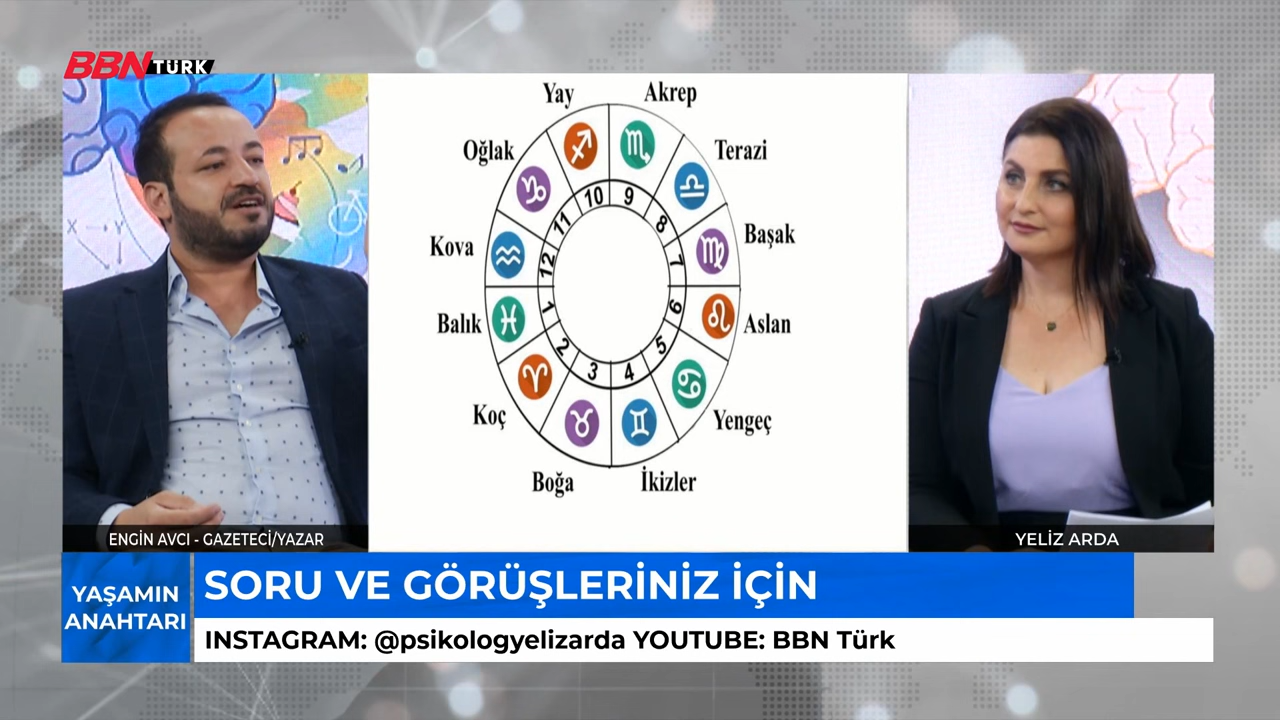 BBN TÜRK
Yay
Akrep
Oğlak
Terazi
Kova
Başak
Balık
Aslan
Koç
Yengeç
Boğa
İkizler
10
9
11
8
12
7
1
6
2
5
3
4
X → Y
ENGİN AVCI - GAZETECİ/YAZAR
YELİZ ARDA
YAŞAMIN
ANAHTARI
SORU VE GÖRÜŞLERİNİZ İÇİN
INSTAGRAM: @psikologyelizarda YOUTUBE: BBN Türk